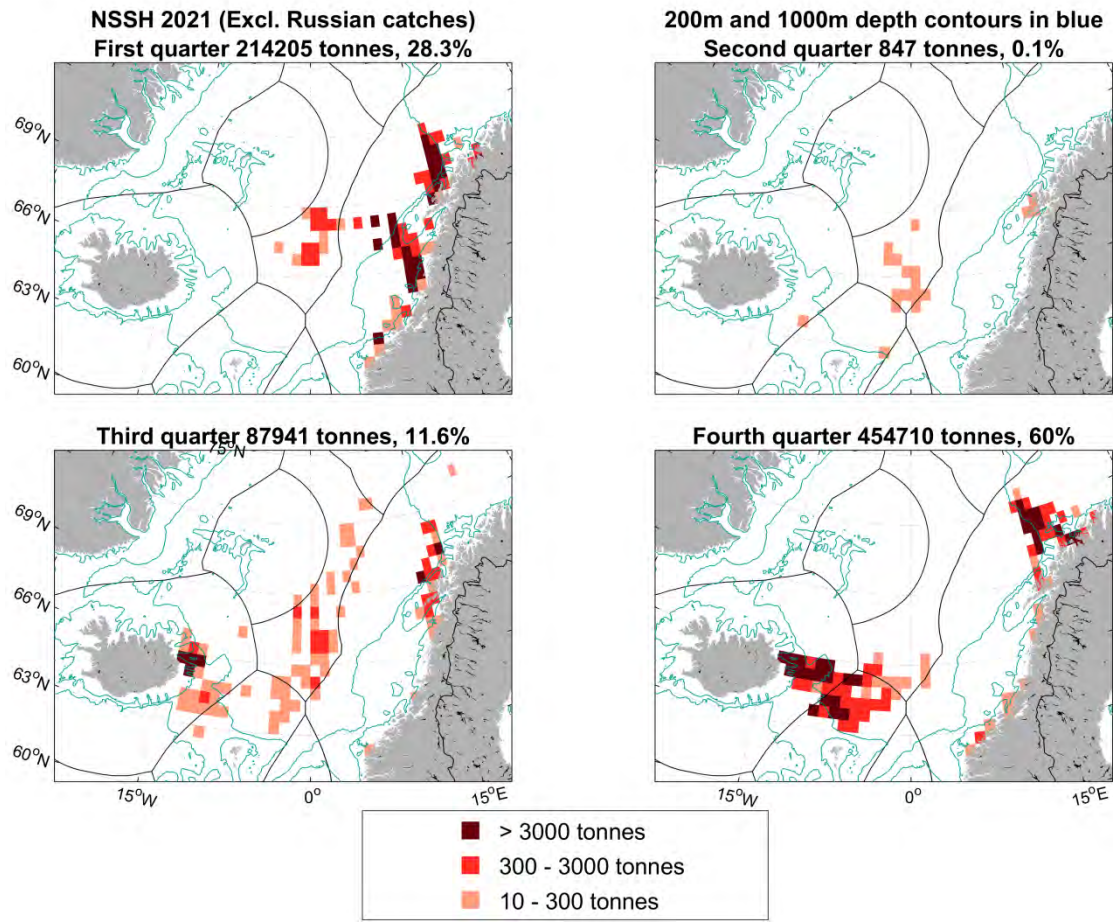 NSSH 2021 (Excl. Russian catches)
First quarter 214205 tonnes, 28.3%
200m and 1000m depth contours in blue
Second quarter 847 tonnes, 0.1%
69°N
66°N
63°N
60°N
Third quarter 87941 tonnes, 11.6%
75°N
Fourth quarter 454710 tonnes, 60%
69°N
66°N
63°N
60°N
15°W
0°
15°E
15°W
0°
15°E
> 3000 tonnes
300 - 3000 tonnes
10 - 300 tonnes